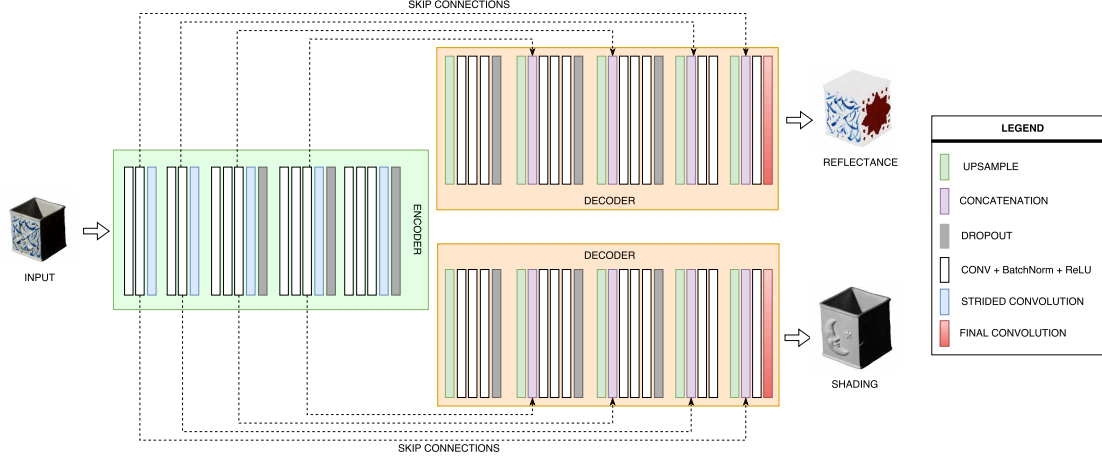 SKIP CONNECTIONS
INPUT
ENCODER
DECODER
REFLECTANCE
DECODER
SHADING
SKIP CONNECTIONS
LEGEND
UPSAMPLE
CONCATENATION
DROPOUT
CONV + BatchNorm + ReLU
STRIDED CONVOLUTION
FINAL CONVOLUTION